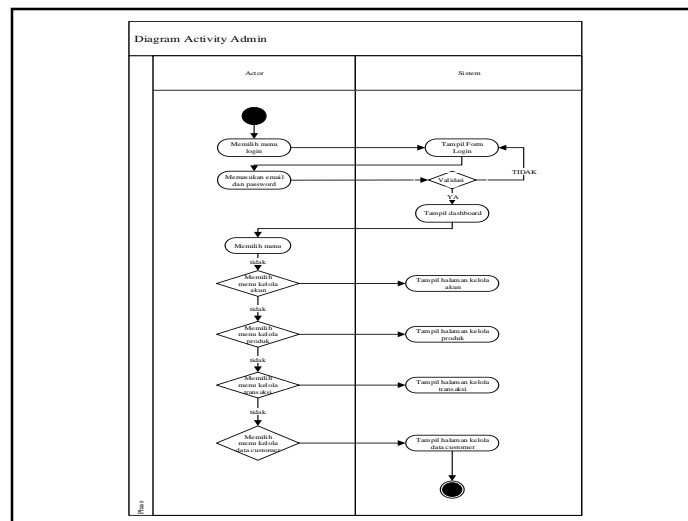 Diagram Activity Admin
Actor
Sistem
Memilih menu
login
Tampil Form
Login
Memasukan email
dan password
Validasi
TIDAK
YA
Tampil dashboard
Memilih menu
tidak
Memilih
menu kelola
akun
Tampil halaman kelola
akun
tidak
Memilih
menu kelola
produk
Tampil halaman kelola
produk
tidak
Memilih
menu kelola
transaksi
Tampil halaman kelola
transaksi
tidak
Memilih
menu kelola
data customer
Tampil halaman kelola
data customer
Phase